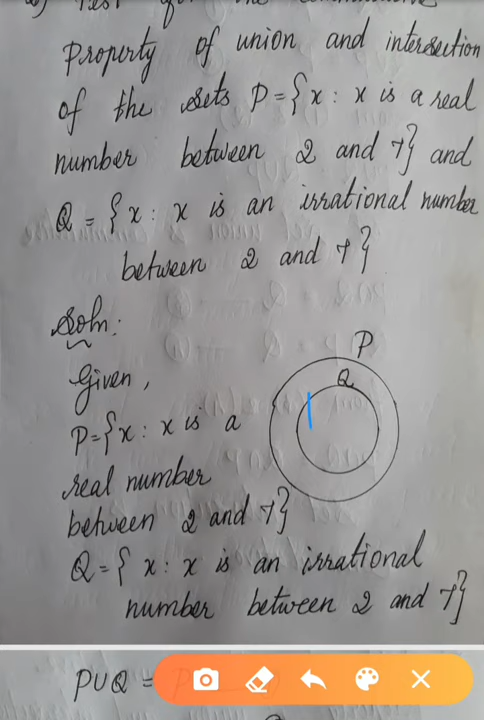 Property of union and intersection
of the sets P={x: x is a real
number between 2 and 7} and
Q = {x: x is an irrational number
between 2 and 7}
Soln:
Given,
P
Q
P={x: x is a
real number
between 2 and 7}
Q={ x: x is an irrational
number between 2 and 7}
PUQ =